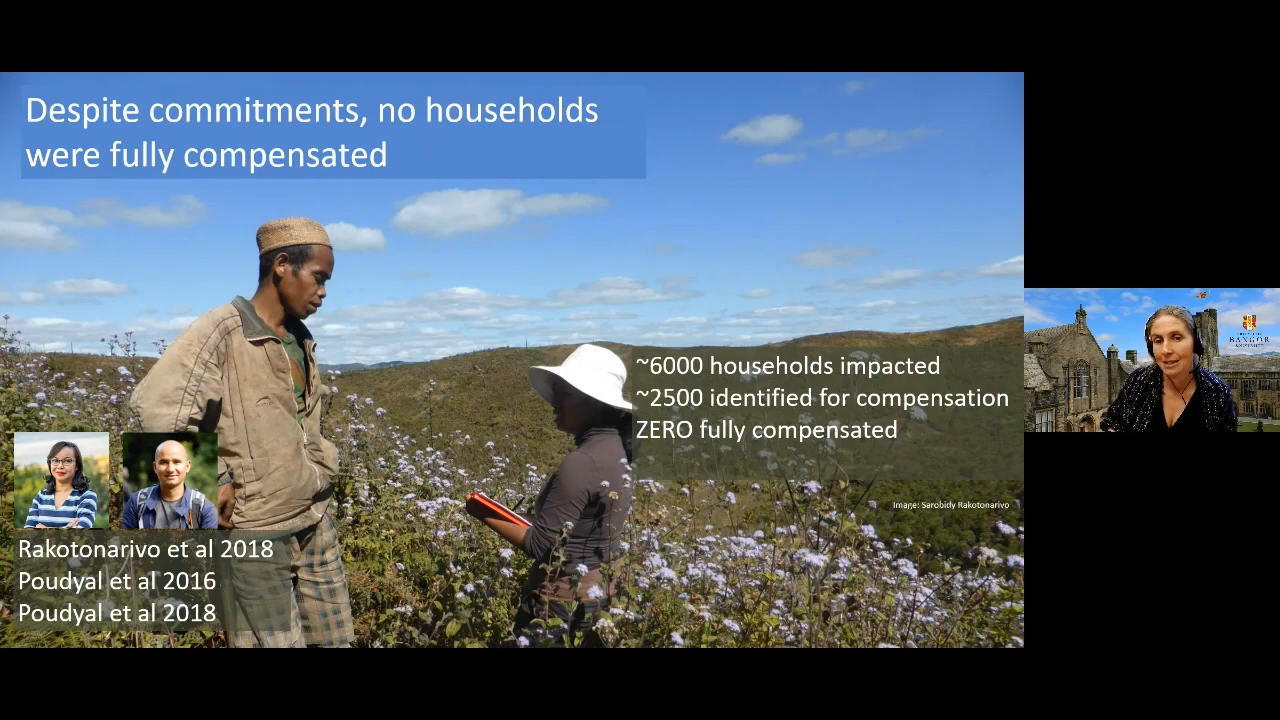 Despite commitments, no households
were fully compensated
~6000 households impacted
~2500 identified for compensation
ZERO fully compensated
Image: Sarobidy Rakotonarivo
Rakotonarivo et al 2018
Poudyal et al 2016
Poudyal et al 2018
BANGOR
UNIVERSITY